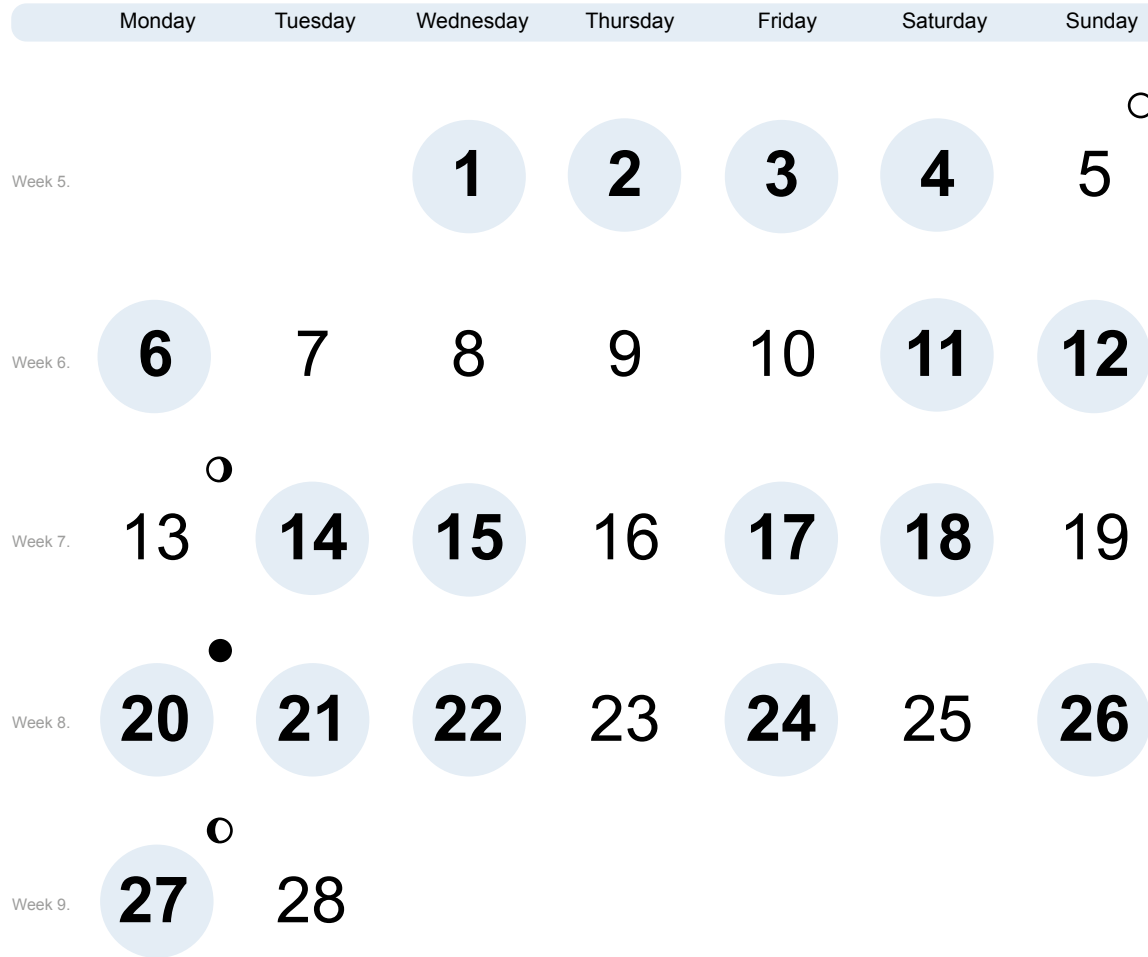 Monday Tuesday Wednesday Thursday Friday Saturday Sunday
Week 5. 1 2 3 4 5
Week 6. 6 7 8 9 10 11 12
Week 7. 13 14 15 16 17 18 19
Week 8. 20 21 22 23 24 25 26
Week 9. 27 28